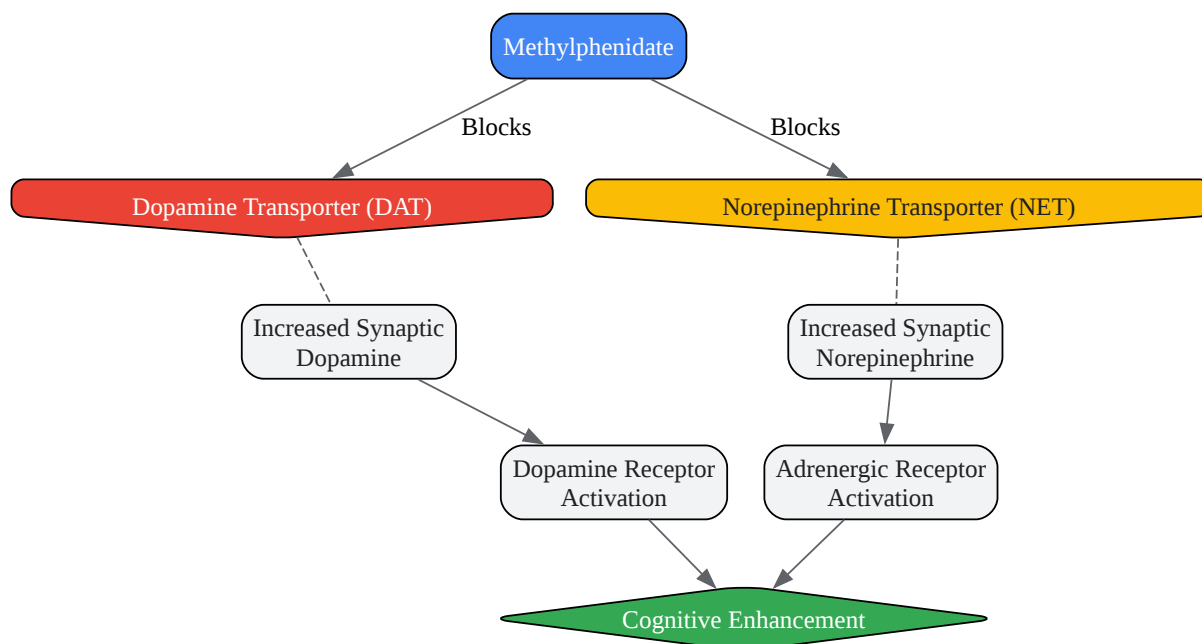 Methylphenidate
Blocks
Blocks
Dopamine Transporter (DAT)
Norepinephrine Transporter (NET)
Increased Synaptic
Dopamine
Increased Synaptic
Norepinephrine
Dopamine Receptor
Activation
Adrenergic Receptor
Activation
Cognitive Enhancement